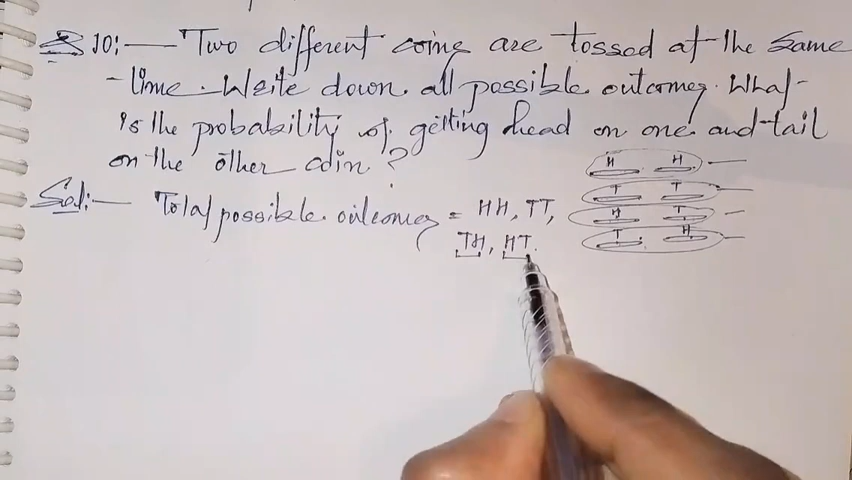 10:— Two different coins are tossed at the same
time. Write down all possible outcomes. What
is the probability of getting head on one and tail
on the other coin?
Sol:— Total possible outcomes = HH, TT,
TH, HT.
H H
T T
H T
T H